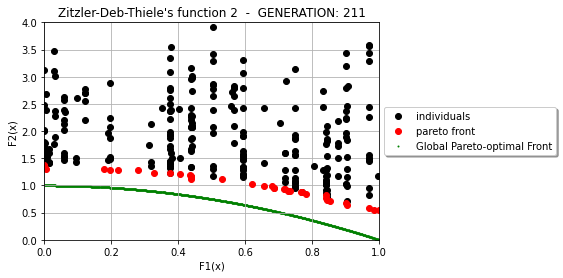 Zitzler-Deb-Thiele's function 2 - GENERATION: 211
4.0
3.5
3.0
2.5
2.0
1.5
1.0
0.5
0.0
F2(x)
0.0 0.2 0.4 0.6 0.8 1.0
F1(x)
individuals
pareto front
Global Pareto-optimal Front